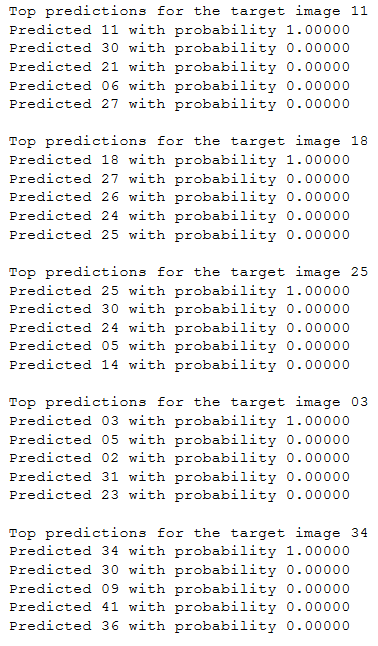 Top predictions for the target image 11
Predicted 11 with probability 1.00000
Predicted 30 with probability 0.00000
Predicted 21 with probability 0.00000
Predicted 06 with probability 0.00000
Predicted 27 with probability 0.00000
Top predictions for the target image 18
Predicted 18 with probability 1.00000
Predicted 27 with probability 0.00000
Predicted 26 with probability 0.00000
Predicted 24 with probability 0.00000
Predicted 25 with probability 0.00000
Top predictions for the target image 25
Predicted 25 with probability 1.00000
Predicted 30 with probability 0.00000
Predicted 24 with probability 0.00000
Predicted 05 with probability 0.00000
Predicted 14 with probability 0.00000
Top predictions for the target image 03
Predicted 03 with probability 1.00000
Predicted 05 with probability 0.00000
Predicted 02 with probability 0.00000
Predicted 31 with probability 0.00000
Predicted 23 with probability 0.00000
Top predictions for the target image 34
Predicted 34 with probability 1.00000
Predicted 30 with probability 0.00000
Predicted 09 with probability 0.00000
Predicted 41 with probability 0.00000
Predicted 36 with probability 0.00000